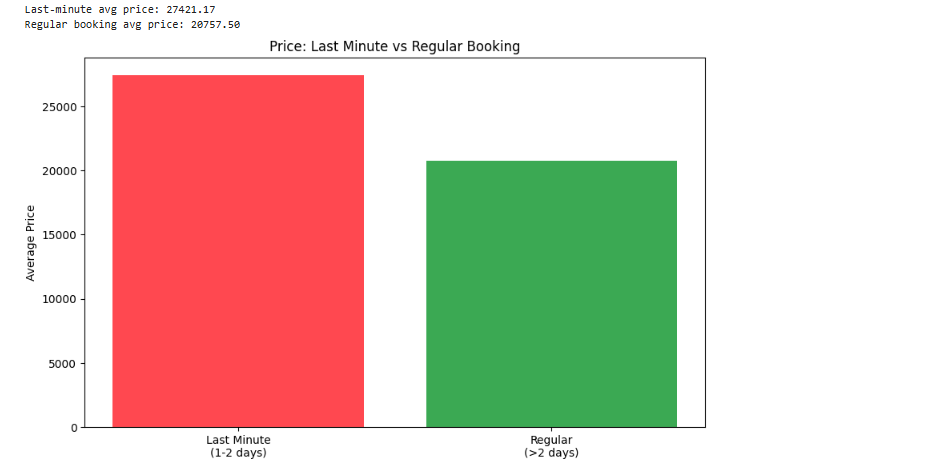 Last-minute avg price: 27421.17
Regular booking avg price: 20757.50
Price: Last Minute vs Regular Booking
Average Price
25000
20000
15000
10000
5000
0
Last Minute
(1-2 days)
Regular
(>2 days)